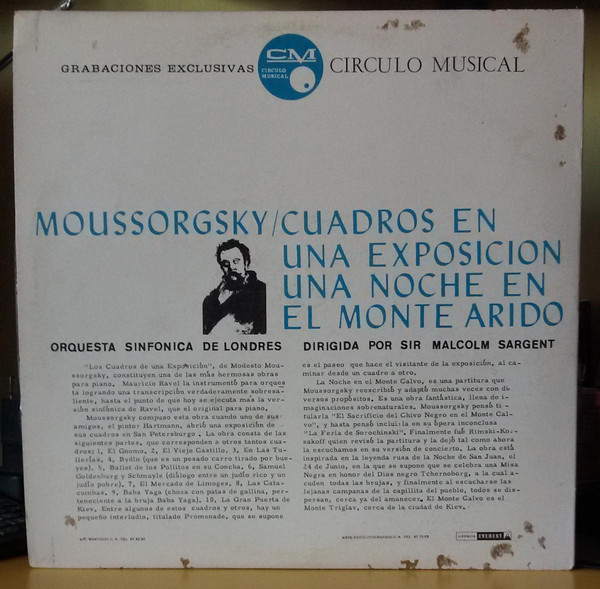 GRABACIONES EXCLUSIVAS
CM
CIRCULO
MUSICAL
CIRCULO MUSICAL
MOUSSORGSKY/CUADROS EN
UNA EXPOSICION
UNA NOCHE EN
EL MONTE ARIDO
ORQUESTA SINFONICA DE LONDRES
DIRIGIDA POR SIR MALCOLM SARGENT
"Los Cuadros de una Exposición", de Modesto Mou-
ssorgsky, constituyen una de las más hermosas obras
para piano. Mauricio Ravel la instrumentó para orques
ta logrando una transcripción verdaderamente sobresa-
liente, hasta el punto de que hoy se ejecuta más la ver-
sión sinfónica de Ravel, que el original para piano.
Moussorgsky compuso esta obra cuando uno de sus
amigos, el pintor Hartmann, abrió una exposición de
sus cuadros en San Petersburgo. La obra consta de las
siguientes partes, que corresponden a otros tantos cua-
dros: 1, El Gnomo, 2, El Viejo Castillo, 3, En Las Tu-
llerías, 4, Bydlo (que es un pesado carro tirado por bue-
yes), 5, Ballet de los Pollitos en su Concha, 6, Samuel
Goldenburg y Schmuyle (diálogo entre un judío rico y un
judío pobre), 7, El Mercado de Limoges, 8, Las Cata-
cumbas, 9, Baba Yaga (choza con patas de gallina, per-
teneciente a la bruja Baba Yaga), 10, La Gran Puerta de
Kiev. Entre algunos de estos cuadros y otros, hay un
pequeño interludio, titulado Promenade, que se supone
es el paseo que hace el visitante de la exposición, al ca-
minar desde un cuadro a otro.
La Noche en el Monte Calvo, es una partitura que
Moussorgsky reescribió y adaptó muchas veces con di-
versos propósitos. Es una obra fantástica, llena de i-
maginaciones sobrenaturales. Moussorgsky pensó ti-
tularla "El Sacrificio del Chivo Negro en el Monte Cal-
vo", y hasta pensó incluirla en su ópera inconclusa
"La Feria de Sorochinski". Finalmente fué Rimski-Kor-
sakoff quien revisó la partitura y la dejó tal como ahora
la escuchamos en su versión de concierto. La obra está
inspirada en la leyenda rusa de la Noche de San Juan, el
24 de Junio, en la que se supone que se celebra una Misa
Negra en honor del Dios negro Tchernoborg, a la cual a-
cuden todas las brujas, y finalmente al escucharse las
lejanas campanas de la capillita del pueblo, todos se dis-
persan, cerca ya del amanecer. El Monte Calvo es el
Monte Triglav, cerca de la ciudad de Kiev.
EVEREST